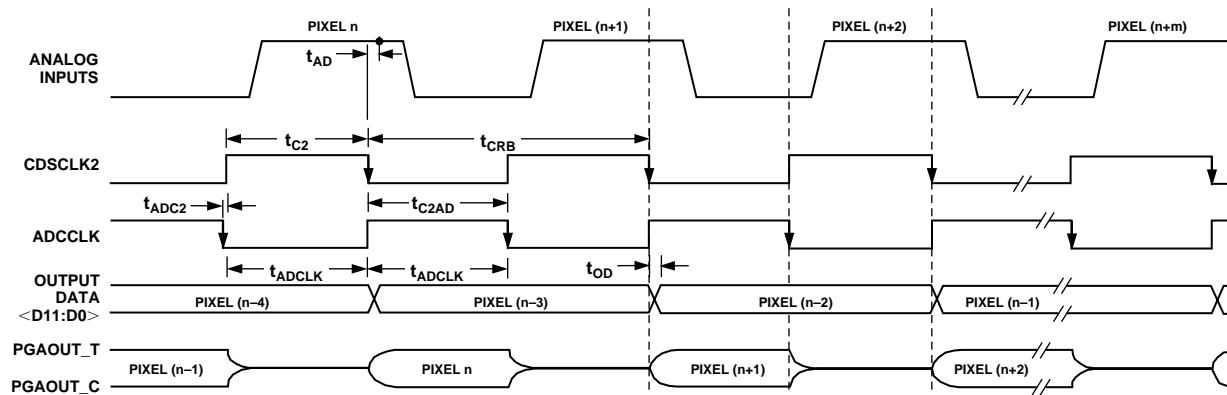 PIXEL n
PIXEL (n+1)
PIXEL (n+2)
PIXEL (n+m)
ANALOG
INPUTS
tAD
tC2
tCRB
CDSCLK2
tADC2
tC2AD
ADCCLK
tADCLK
tADCLK
tOD
OUTPUT
DATA
<D11:D0>
PIXEL (n–4)
PIXEL (n–3)
PIXEL (n–2)
PIXEL (n–1)
PGAOUT_T
PIXEL (n–1)
PIXEL n
PIXEL (n+1)
PIXEL (n+2)
PGAOUT_C